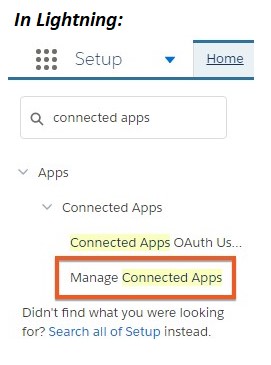 In Lightning:
Setup Home
connected apps
Apps
Connected Apps
Connected Apps OAuth Us...
Manage Connected Apps
Didn't find what you were looking
for? Search all of Setup instead.